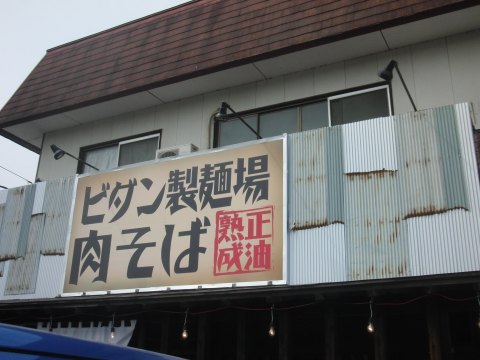 ビダン製麺場
肉そば
熟成
正油